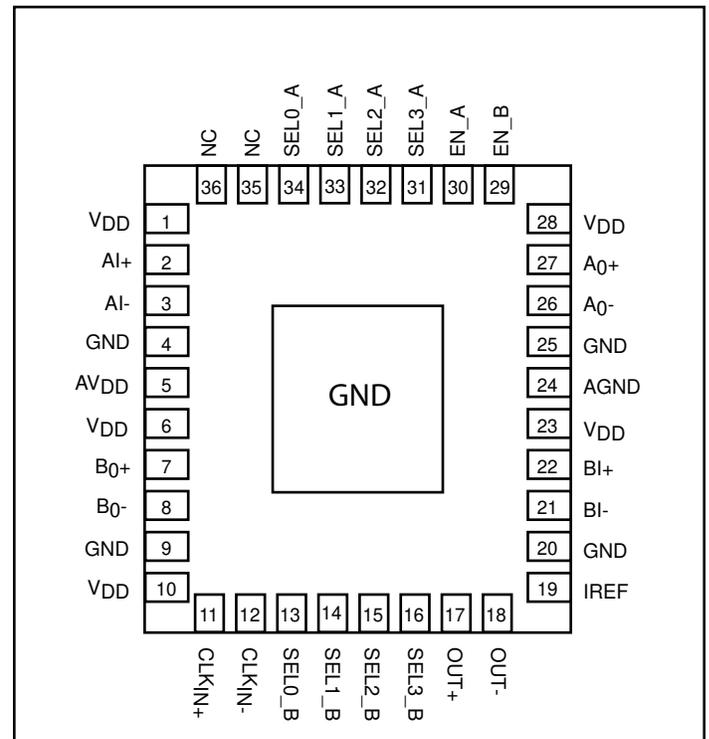 NC
NC
SEL0_A
SEL1_A
SEL2_A
SEL3_A
EN_A
EN_B
36
35
34
33
32
31
30
29
VDD 1
28 VDD
AI+ 2
27 A0+
AI- 3
26 A0-
GND 4
25 GND
AVDD 5
24 AGND
GND
VDD 6
23 VDD
B0+ 7
22 BI+
B0- 8
21 BI-
GND 9
20 GND
VDD 10
19 IREF
11
12
13
14
15
16
17
18
CLKIN+
CLKIN-
SEL0_B
SEL1_B
SEL2_B
SEL3_B
OUT+
OUT-